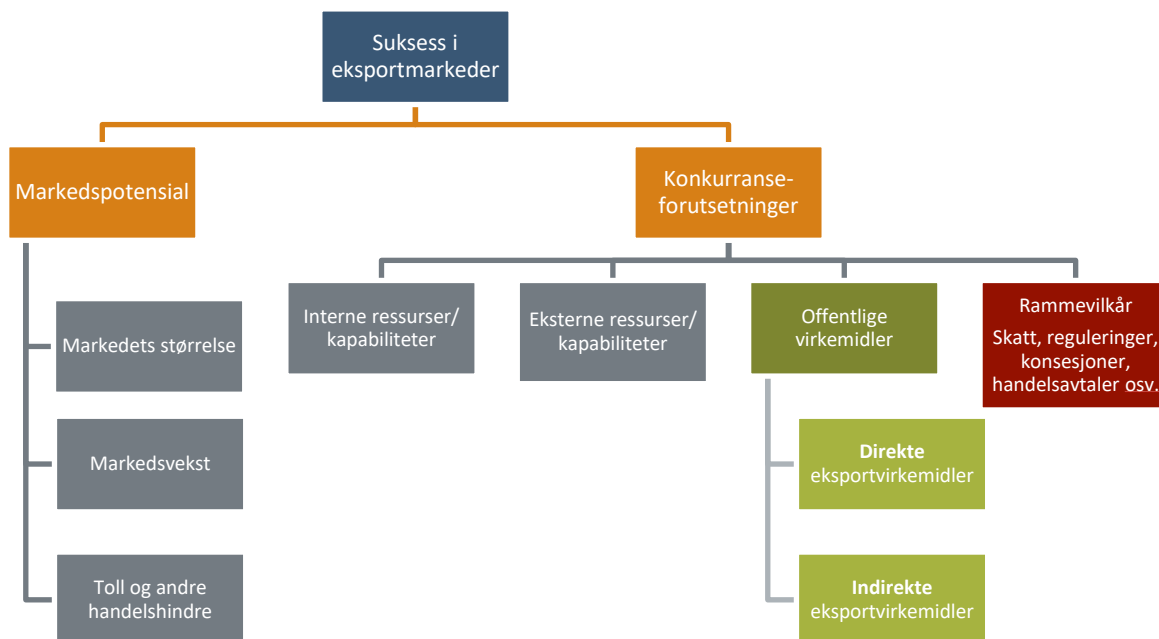 Suksess i
eksportmarkeder
Markedspotensial
Konkurranse-
forutsetninger
Interne ressurser/
kapabiliteter
Eksterne ressurser/
kapabiliteter
Offentlige
virkemidler
Rammevilkår
Skatt, reguleringer,
konsesjoner,
handelsavtaler osv.
Markedets størrelse
Markedsvekst
Toll og andre
handelshindre
Direkte
eksportvirkemidler
Indirekte
eksportvirkemidler